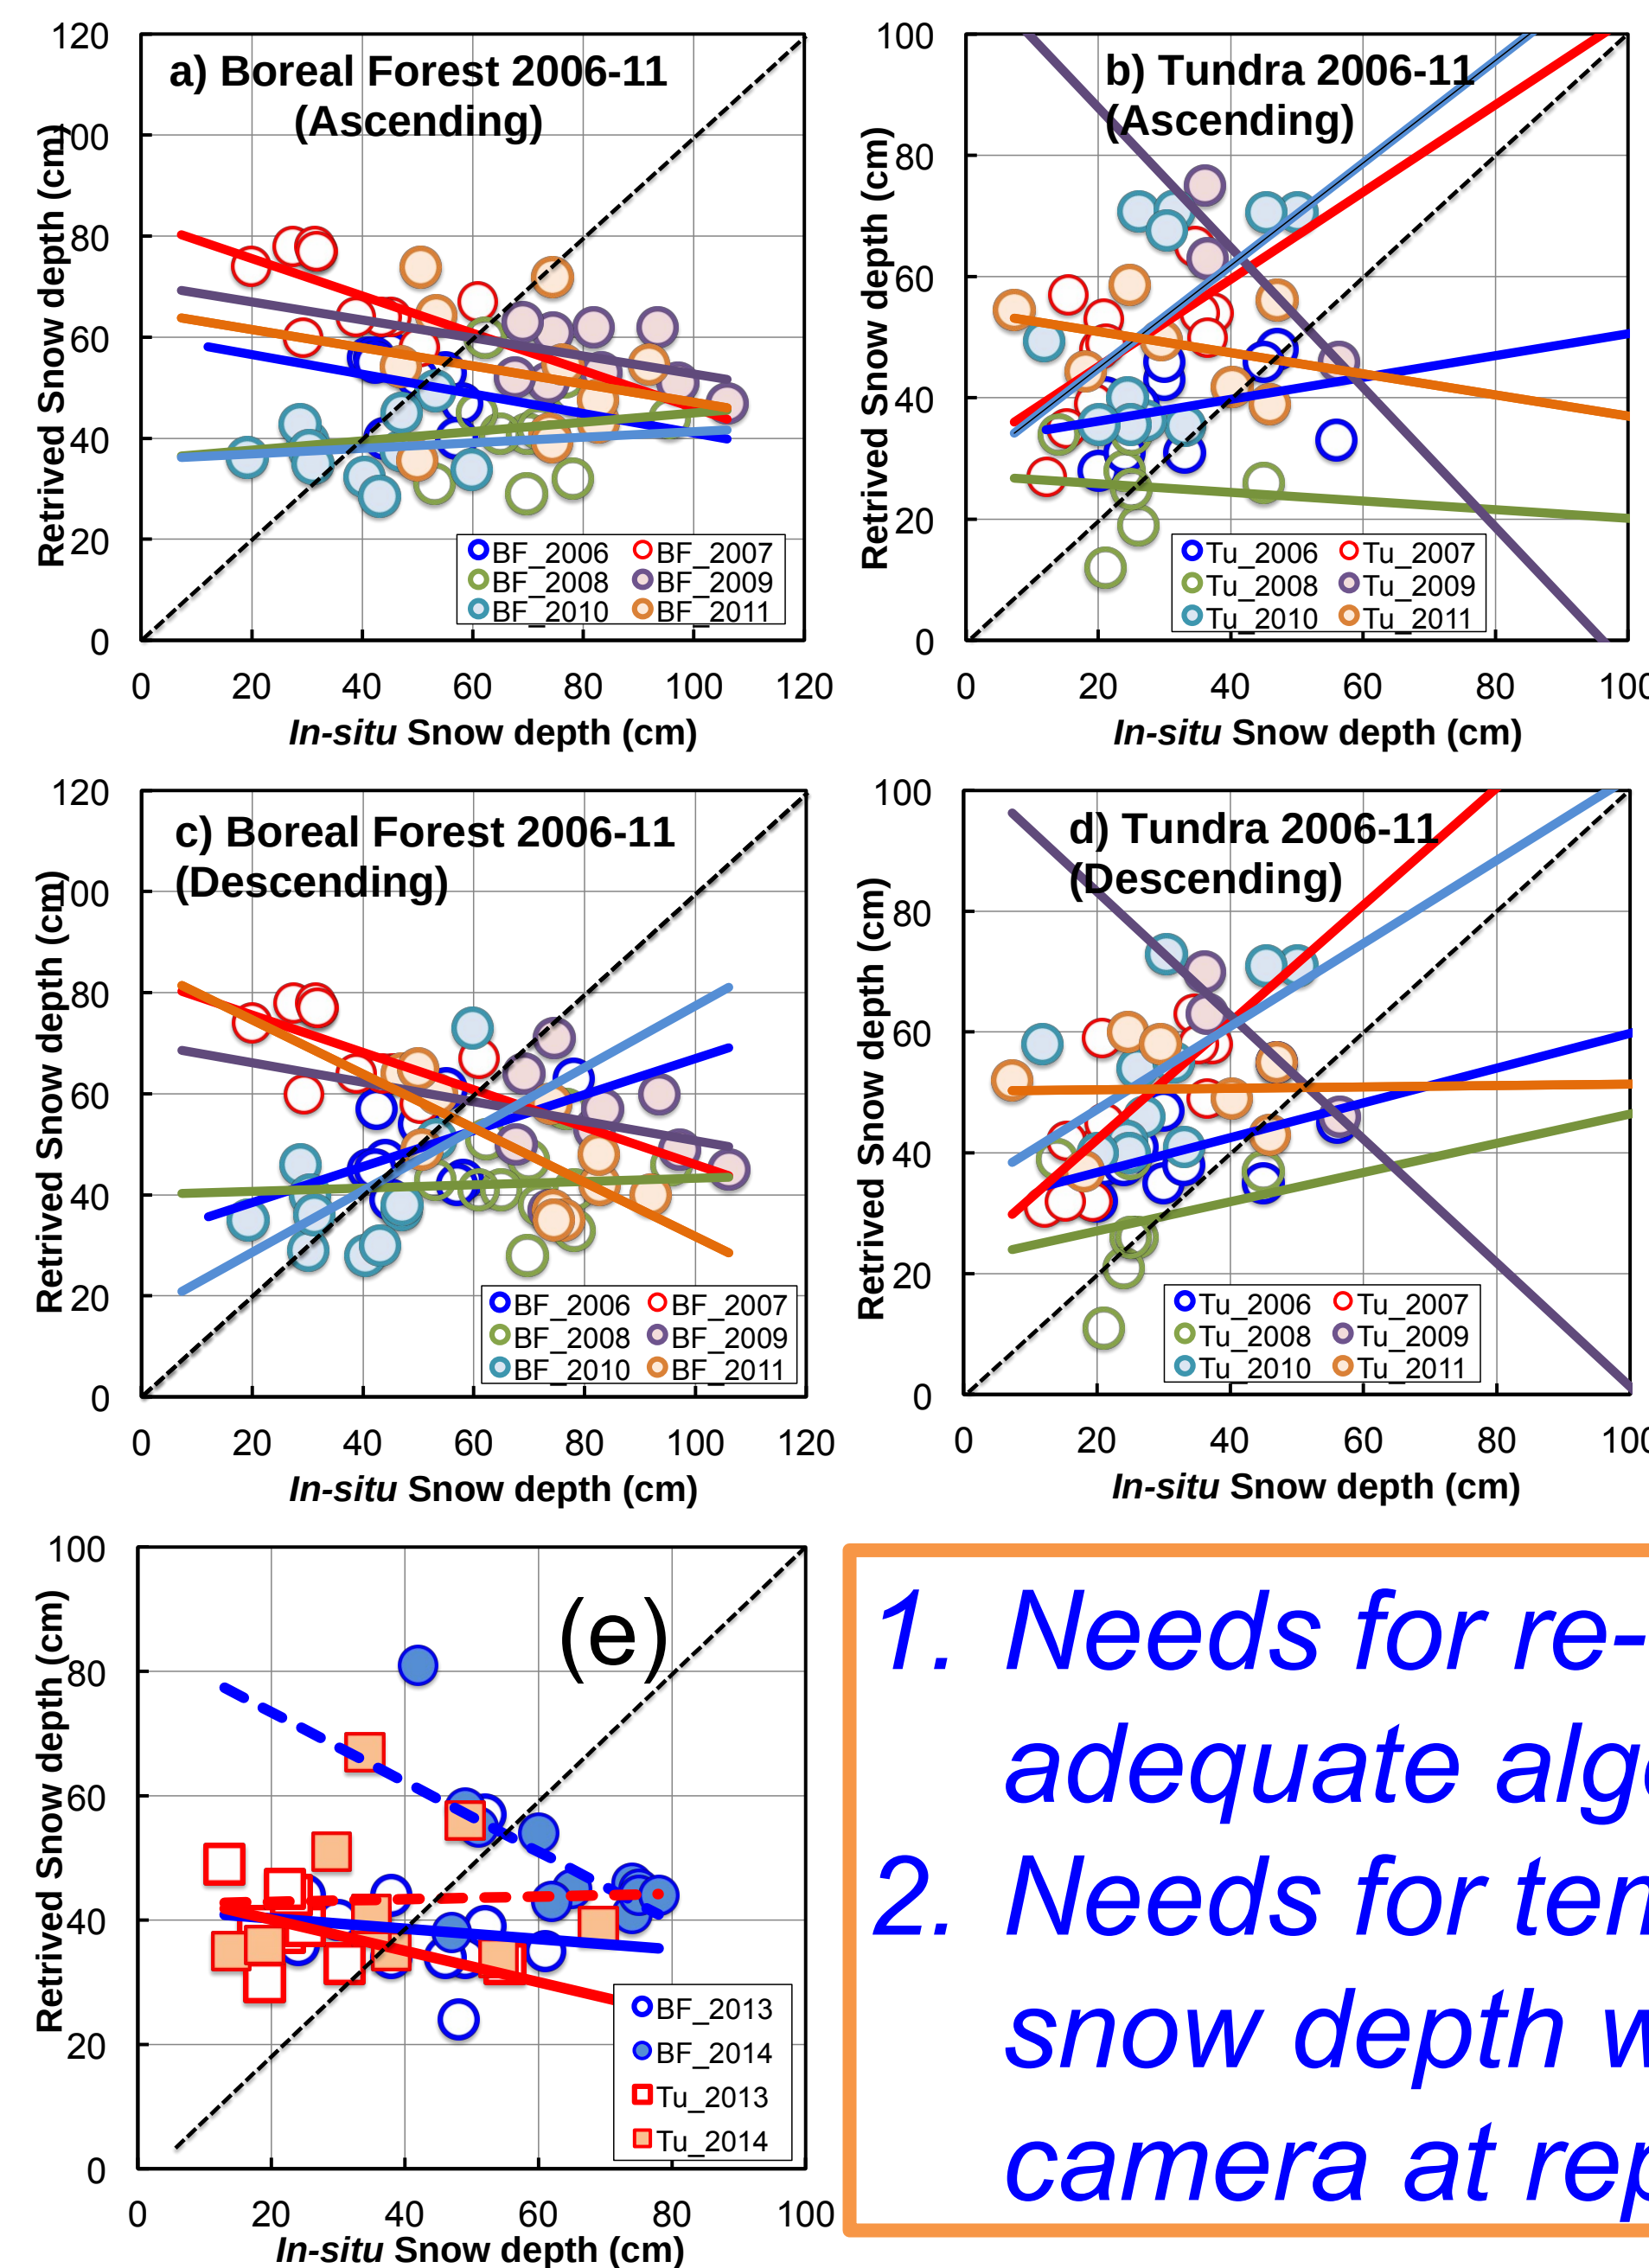 a) Boreal Forest 2006-11
(Ascending)
Retrived Snow depth (cm)
120
100
80
60
40
20
0
BF_2006 BF_2007
BF_2008 BF_2009
BF_2010 BF_2011
0 20 40 60 80 100 120
In-situ Snow depth (cm)
b) Tundra 2006-11
(Ascending)
Retrived Snow depth (cm)
100
80
60
40
20
0
Tu_2006 Tu_2007
Tu_2008 Tu_2009
Tu_2010 Tu_2011
0 20 40 60 80 100
In-situ Snow depth (cm)
c) Boreal Forest 2006-11
(Descending)
Retrived Snow depth (cm)
120
100
80
60
40
20
0
BF_2006 BF_2007
BF_2008 BF_2009
BF_2010 BF_2011
0 20 40 60 80 100 120
In-situ Snow depth (cm)
d) Tundra 2006-11
(Descending)
Retrived Snow depth (cm)
100
80
60
40
20
0
Tu_2006 Tu_2007
Tu_2008 Tu_2009
Tu_2010 Tu_2011
0 20 40 60 80 100
In-situ Snow depth (cm)
(e)
Retrived Snow depth (cm)
100
80
60
40
20
0
BF_2013
BF_2014
Tu_2013
Tu_2014
0 20 40 60 80 100
In-situ Snow depth (cm)
1. Needs for re-
adequate
2. Needs for
snow depth
camera at